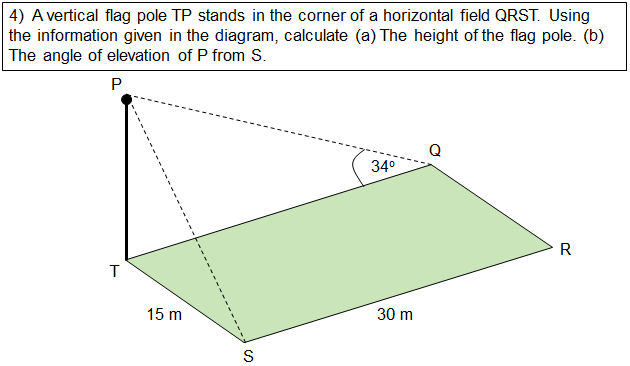 4) A vertical flag pole TP stands in the corner of a horizontal field QRST. Using
the information given in the diagram, calculate (a) The height of the flag pole. (b)
The angle of elevation of P from S.
P
Q
34º
R
T
15 m
30 m
S